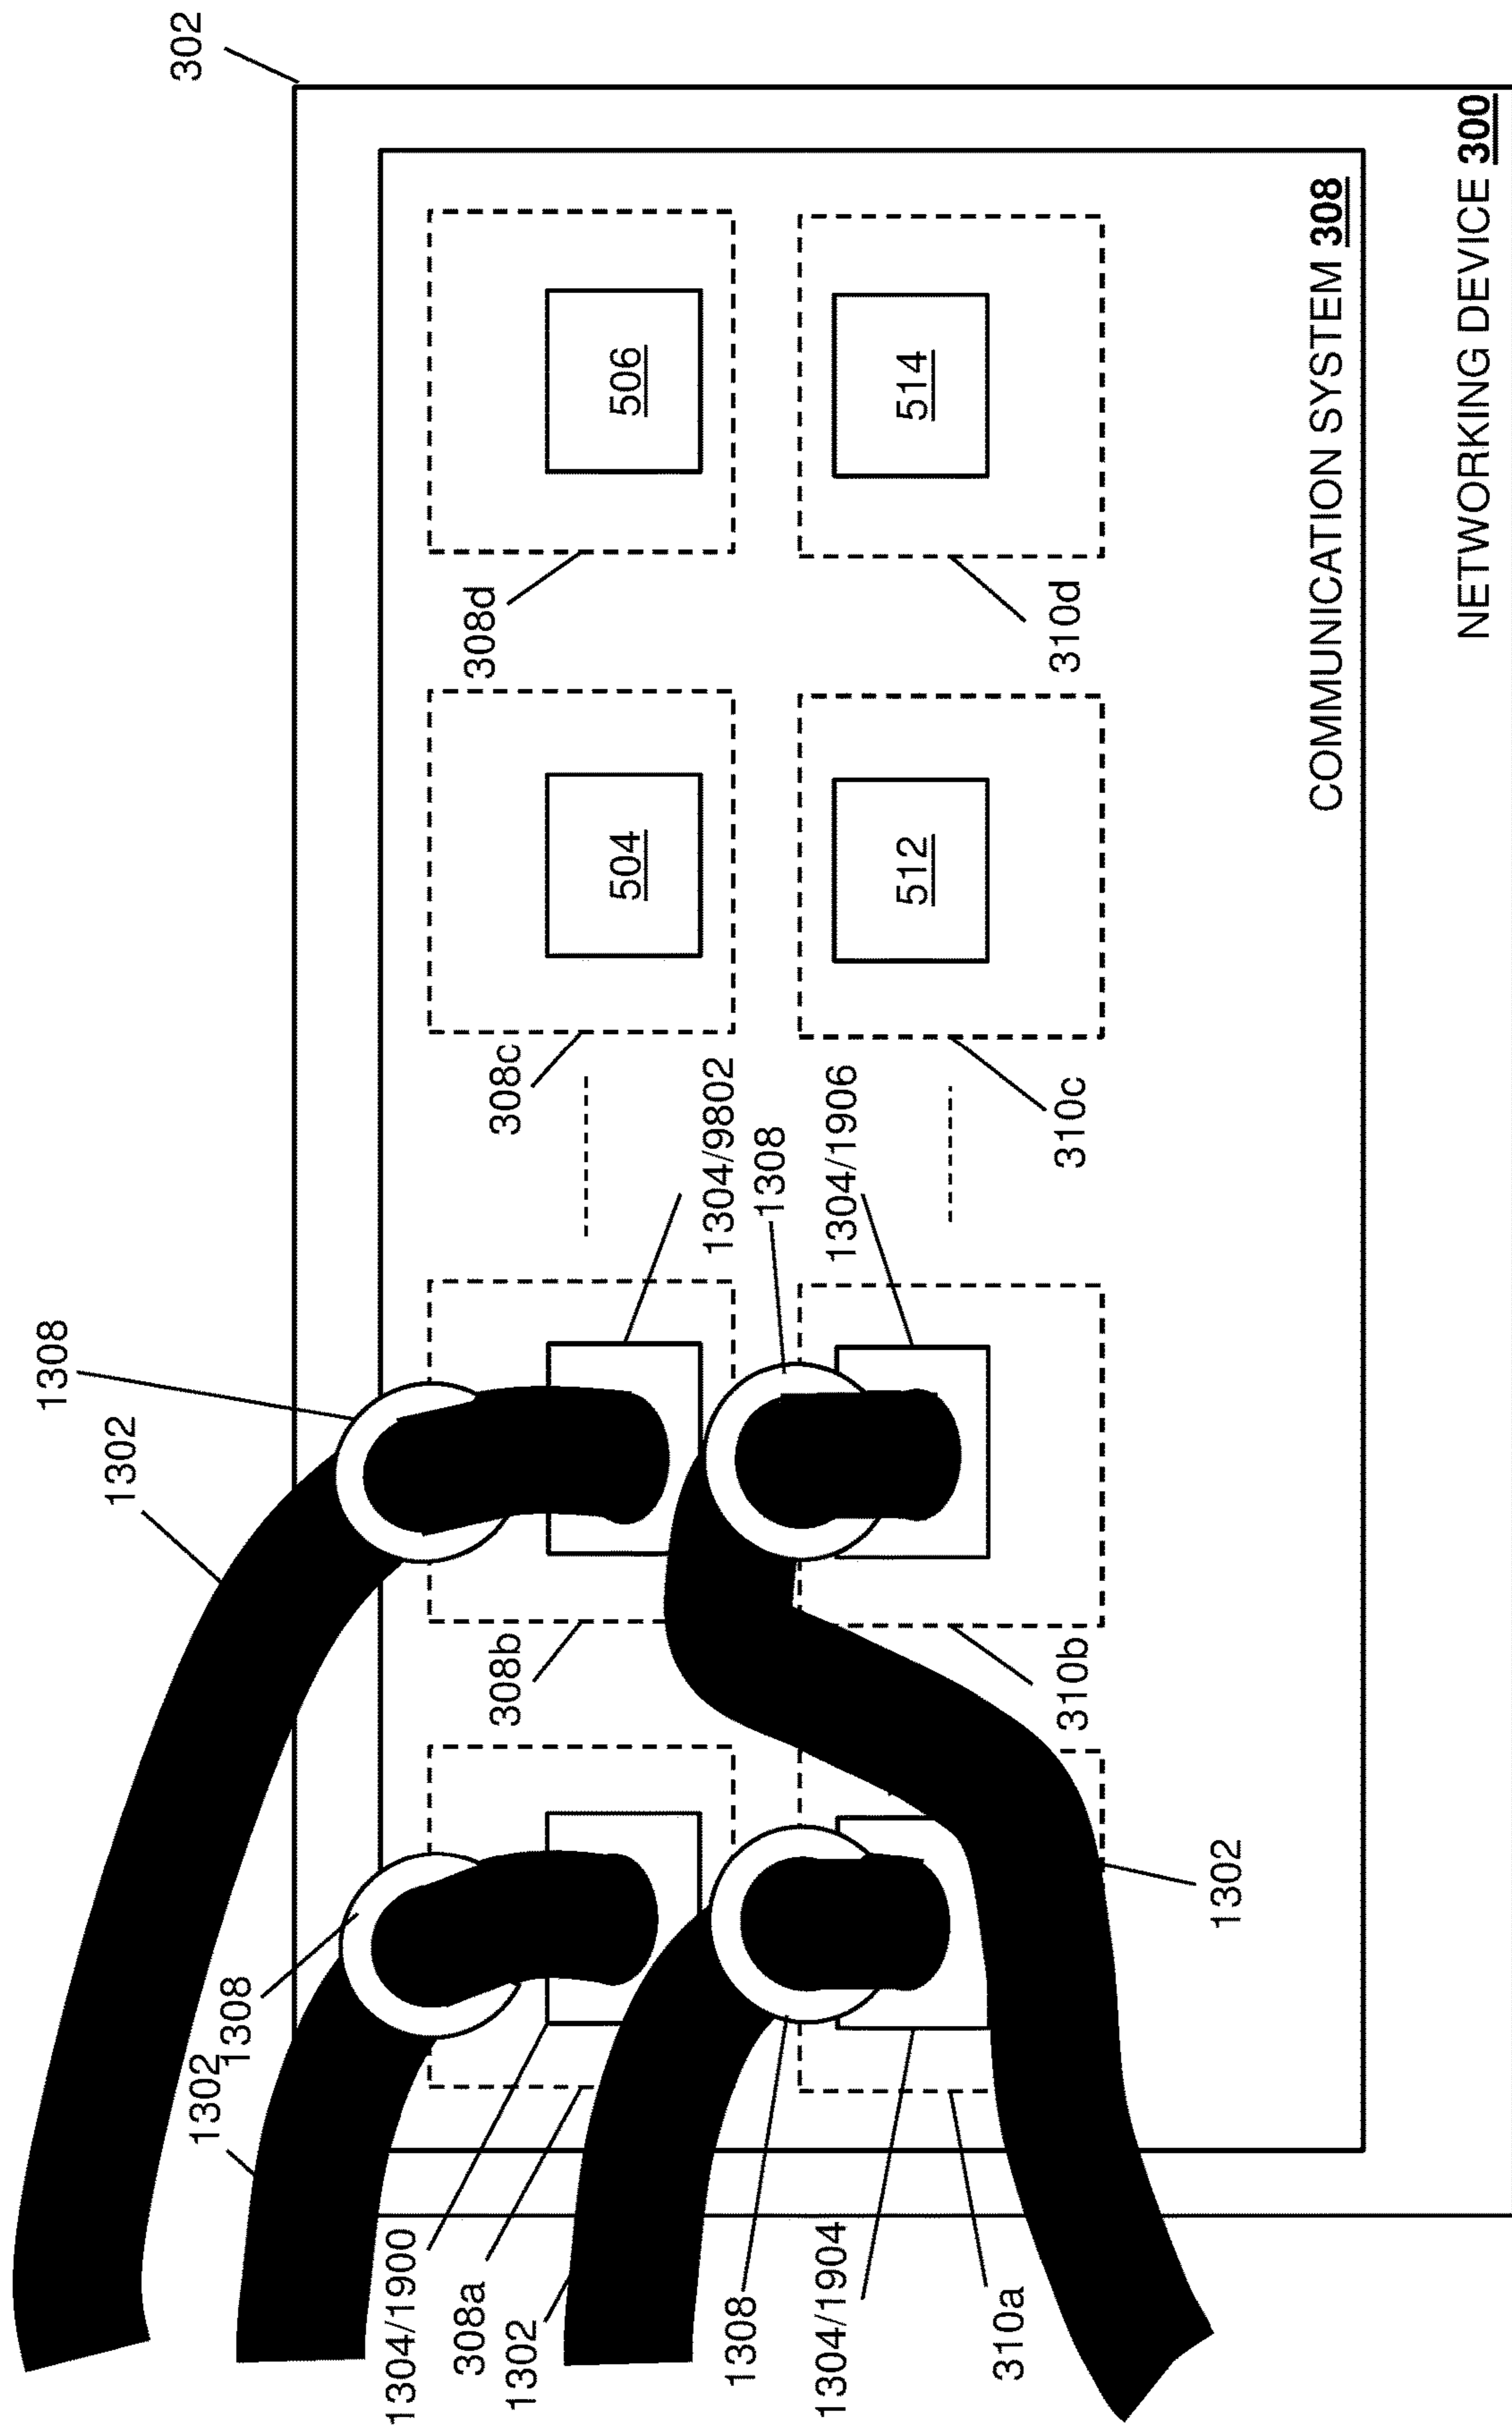 302
1308
1302
1302
1308
308a
308b
308c
308d
506
504
1304/1900
1304/9802
1308
1304/1906
1302
1308
1304/1904
310a
310b
310c
310d
512
514
1302
COMMUNICATION SYSTEM 308
NETWORKING DEVICE 300